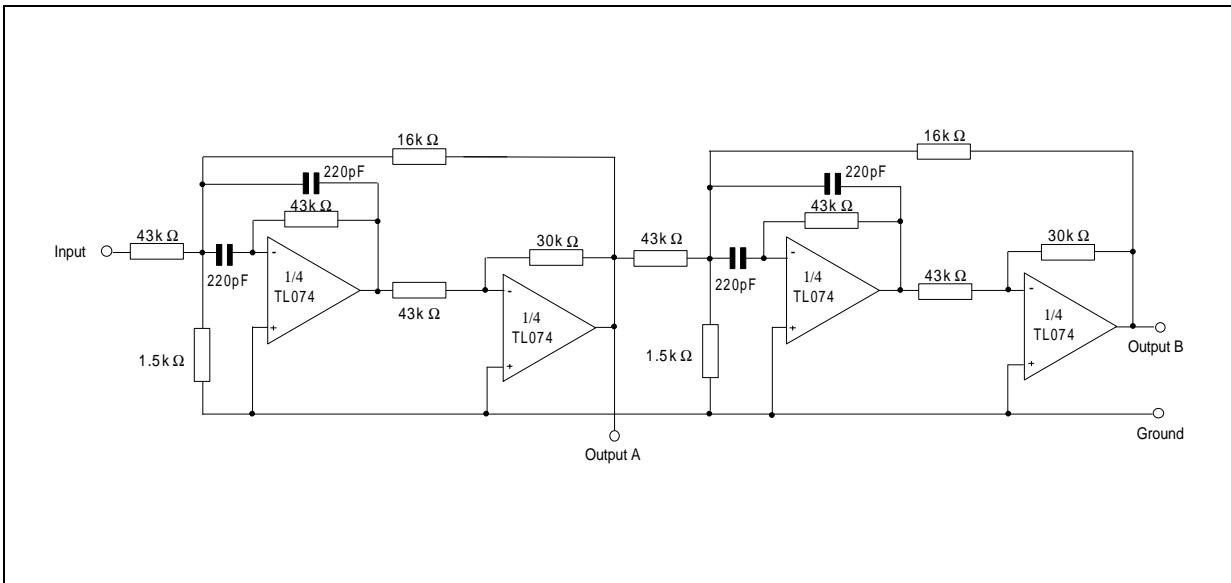 16k Ω
16k Ω
220pF
220pF
43k Ω
43k Ω
Input
43k Ω
30k Ω
43k Ω
30k Ω
-
-
-
-
220pF
1/4
TL074
220pF
1/4
TL074
43k Ω
43k Ω
1/4
TL074
1/4
TL074
+
+
+
+
1.5k Ω
1.5k Ω
Output B
Output A
Ground